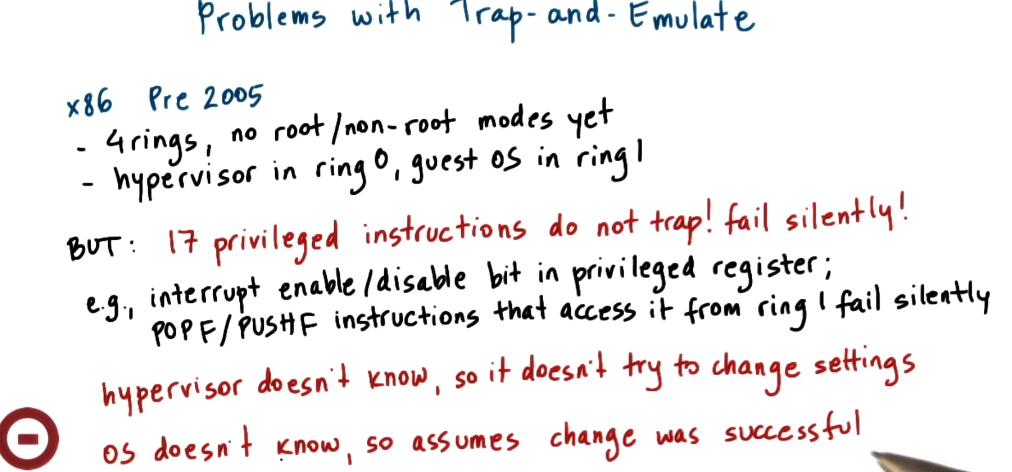 Problems with Trap-and-Emulate
x86 Pre 2005
- 4 rings, no root/non-root modes yet
- hypervisor in ring 0, guest OS in ring 1
BUT: 17 privileged instructions do not trap! fail silently!
e.g., interrupt enable/disable bit in privileged register;
POPF/PUSHF instructions that access it from ring 1 fail silently
hypervisor doesn't know, so it doesn't try to change settings
OS doesn't know, so assumes change was successful